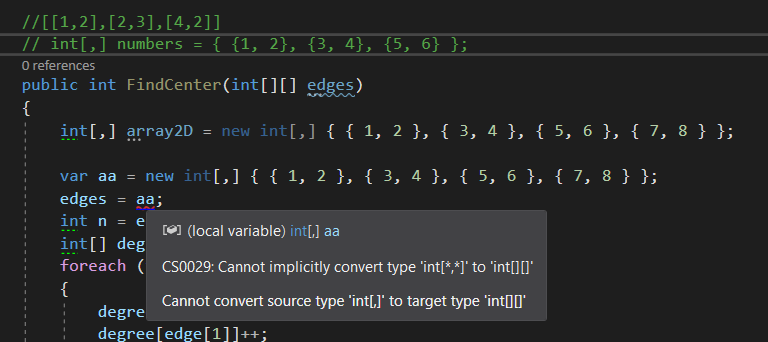 //[[1,2],[2,3],[4,2]]
// int[,] numbers = { {1, 2}, {3, 4}, {5, 6} };
0 references
public int FindCenter(int[][] edges)
{
int[,] array2D = new int[,] { { 1, 2 }, { 3, 4 }, { 5, 6 }, { 7, 8 } };
var aa = new int[,] { { 1, 2 }, { 3, 4 }, { 5, 6 }, { 7, 8 } };
edges = aa;
int n = e
(local variable) int[,] aa
int[] deg
CS0029: Cannot implicitly convert type 'int[*,*]' to 'int[][]'
foreach (
{
Cannot convert source type 'int[,]' to target type 'int[][]'
degre
degree[edge[1]]++;